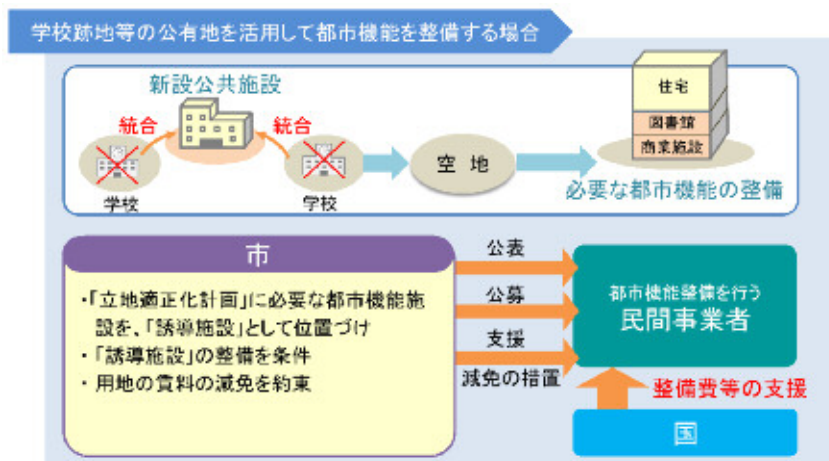 学校跡地等の公有地を活用して都市機能を整備する場合
新設公共施設
統合
統合
学校
学校
空 地
住宅
図書館
商業施設
必要な都市機能の整備
市
・「立地適正化計画」に必要な都市機能施
設を、「誘導施設」として位置づけ
・「誘導施設」の整備を条件
・用地の賃料の減免を約束
公表
公募
支援
減免の措置
都市機能整備を行う
民間事業者
整備費等の支援
国